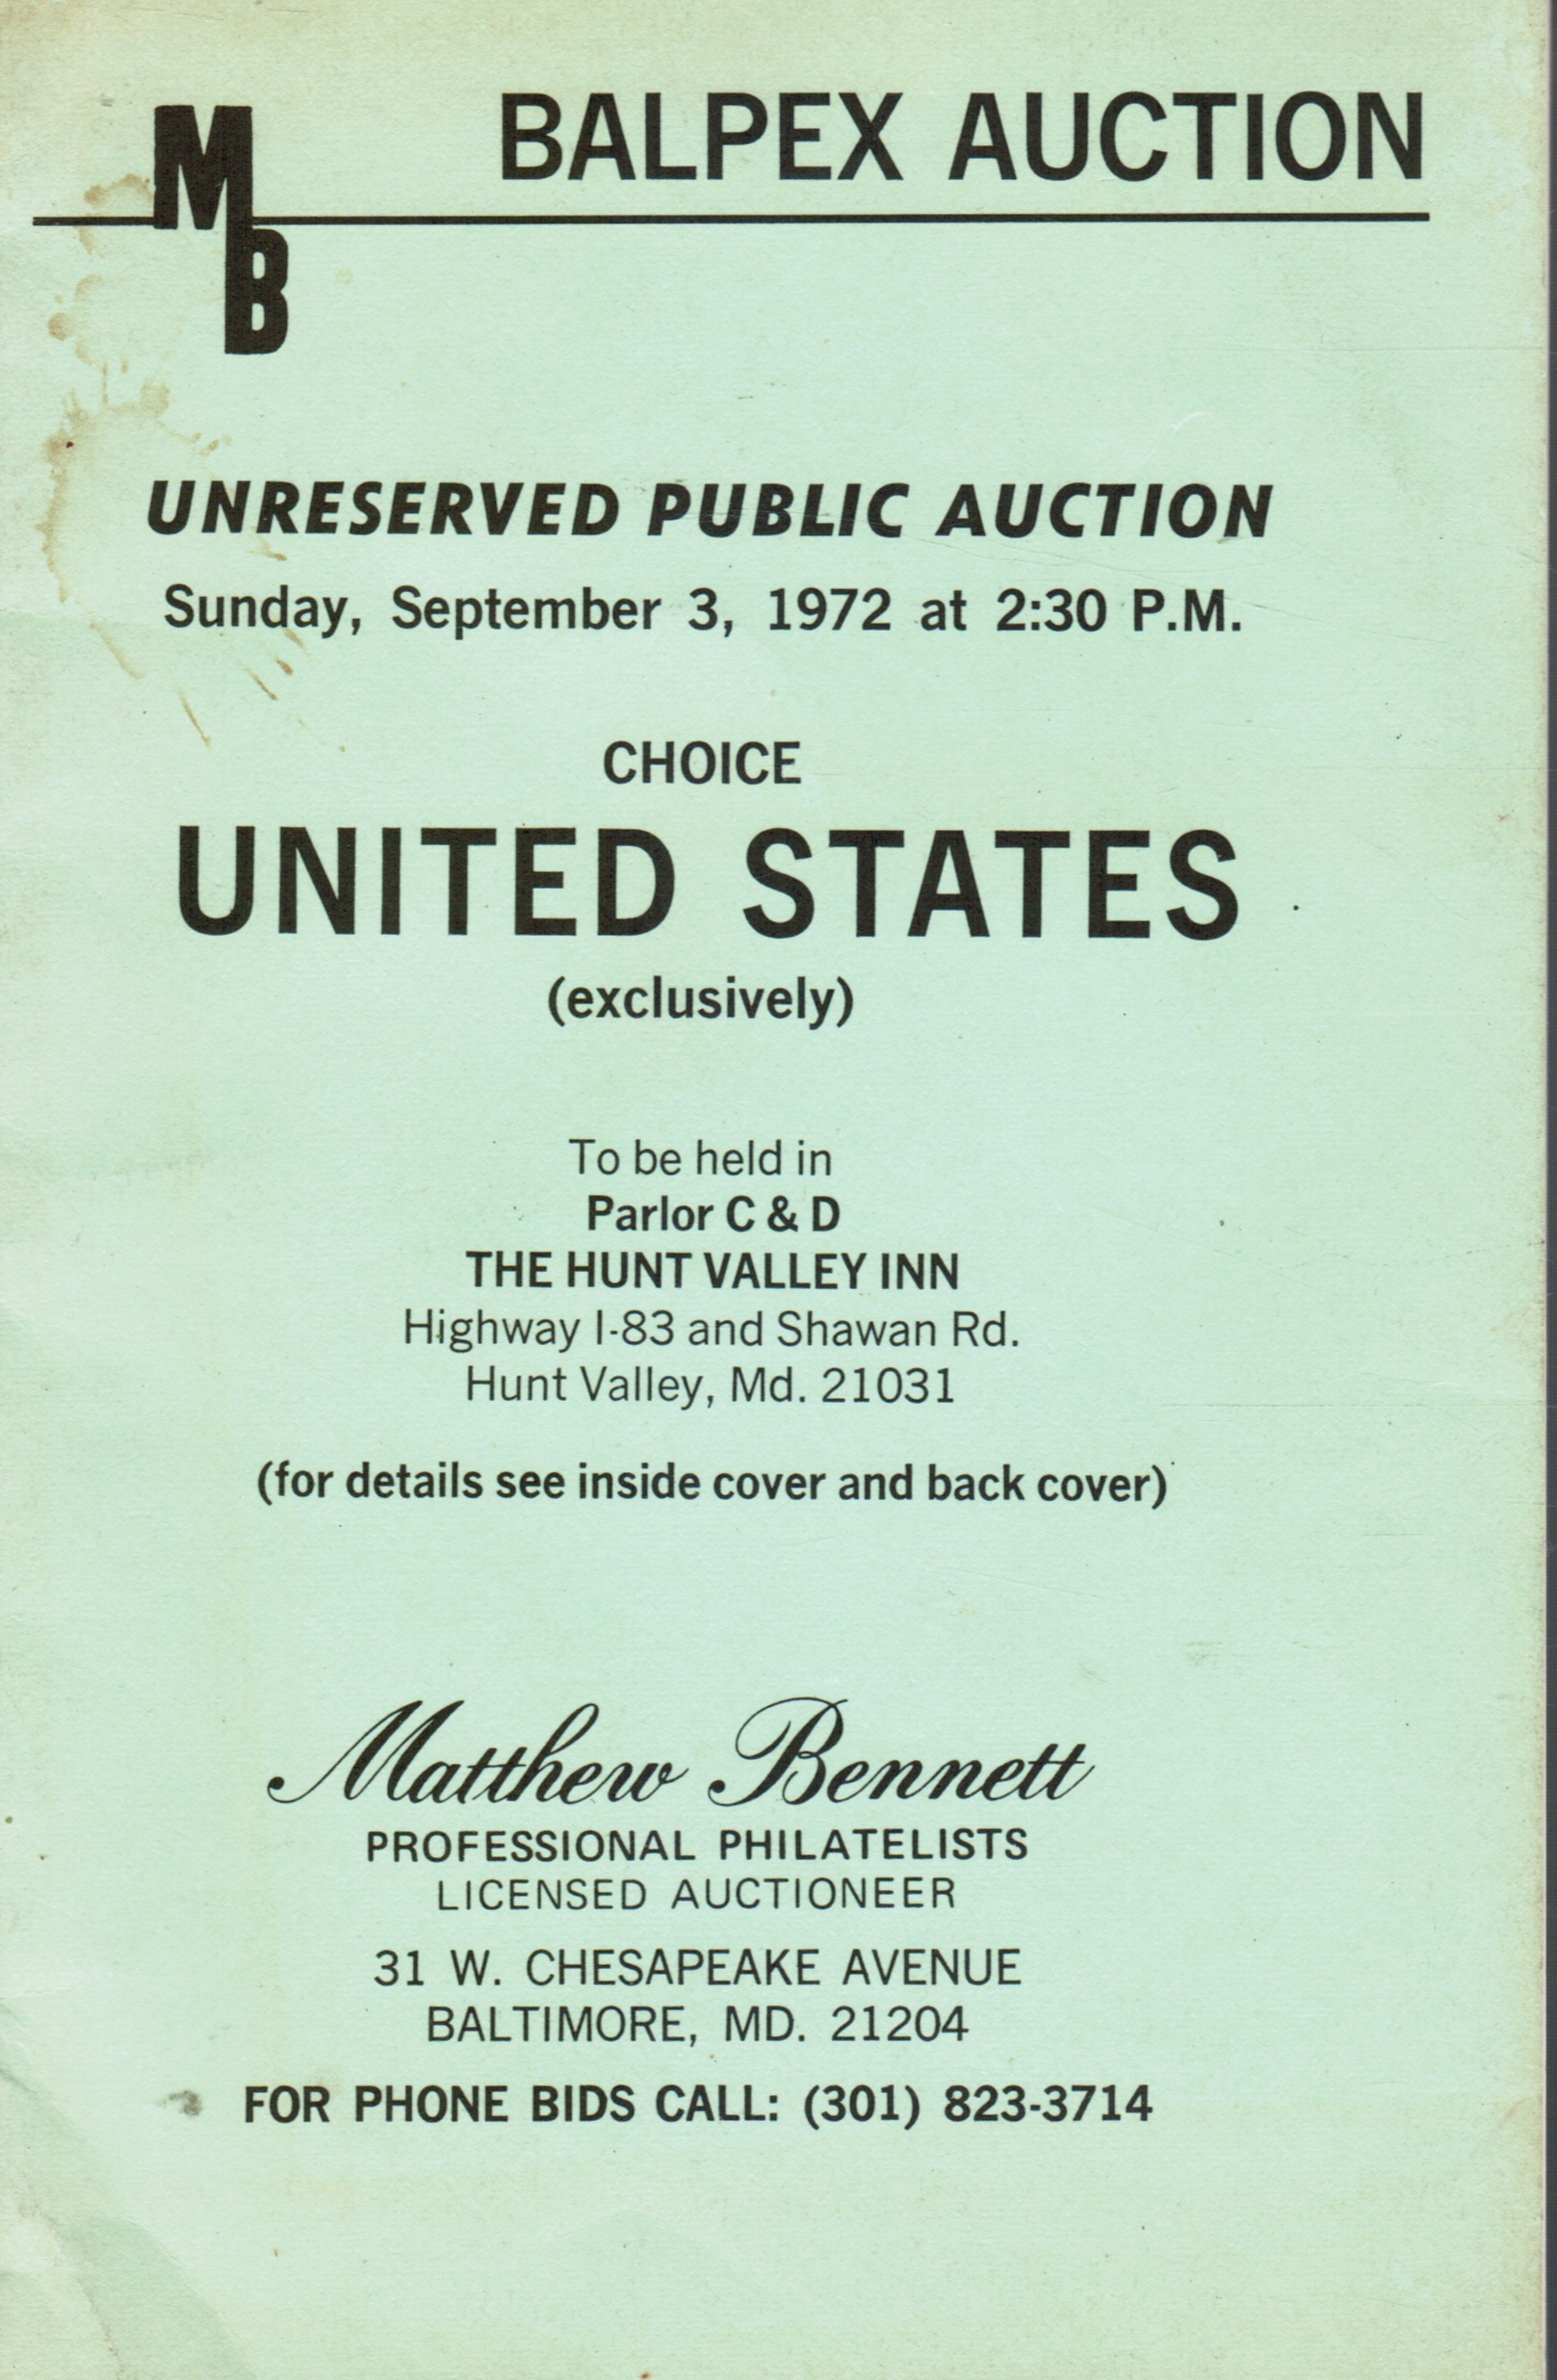 BALPEX AUCTION
MB
UNRESERVED PUBLIC AUCTION
Sunday, September 3, 1972 at 2:30 P.M.
CHOICE
UNITED STATES
(exclusively)
To be held in
Parlor C & D
THE HUNT VALLEY INN
Highway I-83 and Shawan Rd.
Hunt Valley, Md. 21031
(for details see inside cover and back cover)
Matthew Bennett
PROFESSIONAL PHILATELISTS
LICENSED AUCTIONEER
31 W. CHESAPEAKE AVENUE
BALTIMORE, MD. 21204
FOR PHONE BIDS CALL: (301) 823-3714